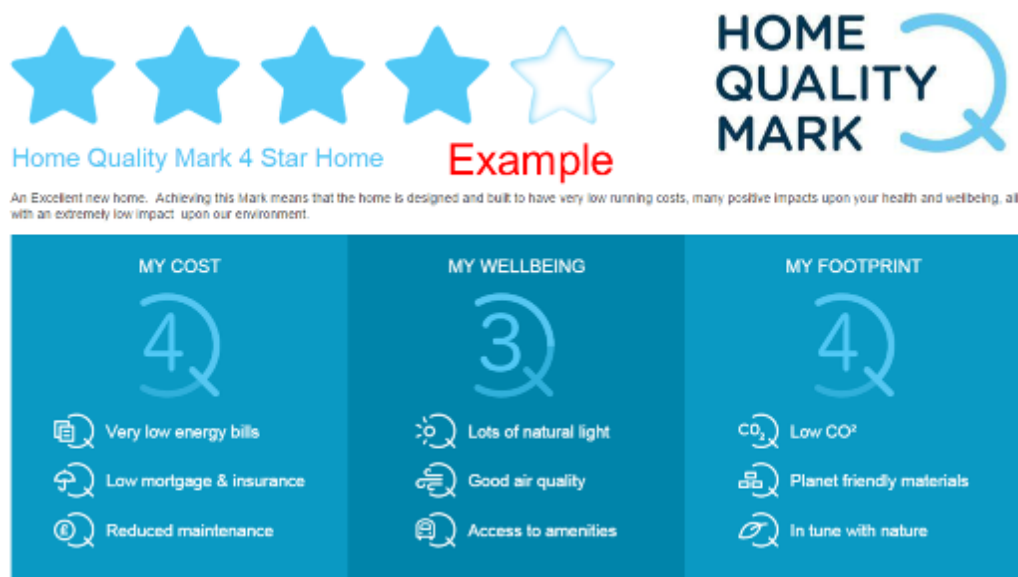 HOME
QUALITY
MARK
Home Quality Mark 4 Star Home
Example
An Excellent new home. Achieving this Mark means that the home is designed and built to have very low running costs, many positive impacts upon your health and wellbeing, all
with an extremely low impact upon our environment.
MY COST
4
Very low energy bills
Low mortgage & insurance
£
Reduced maintenance
MY WELLBEING
3
Lots of natural light
Good air quality
Access to amenities
MY FOOTPRINT
4
CO₂
Low CO²
Planet friendly materials
In tune with nature